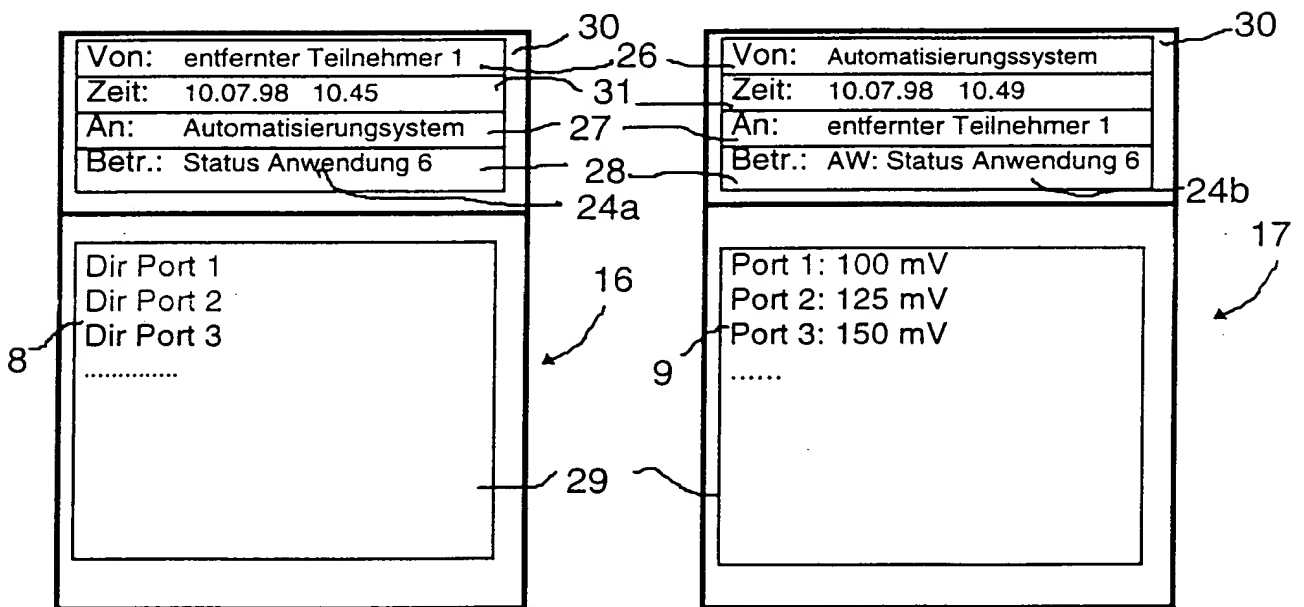 30
Von: entfernter Teilnehmer 1
Zeit: 10.07.98 10.45
An: Automatisierungsystem
Betr.: Status Anwendung 6
26
31
27
28
24a
Dir Port 1
Dir Port 2
Dir Port 3
..............
8
16
29
30
Von: Automatisierungssystem
Zeit: 10.07.98 10.49
An: entfernter Teilnehmer 1
Betr.: AW: Status Anwendung 6
24b
Port 1: 100 mV
Port 2: 125 mV
Port 3: 150 mV
......
9
17